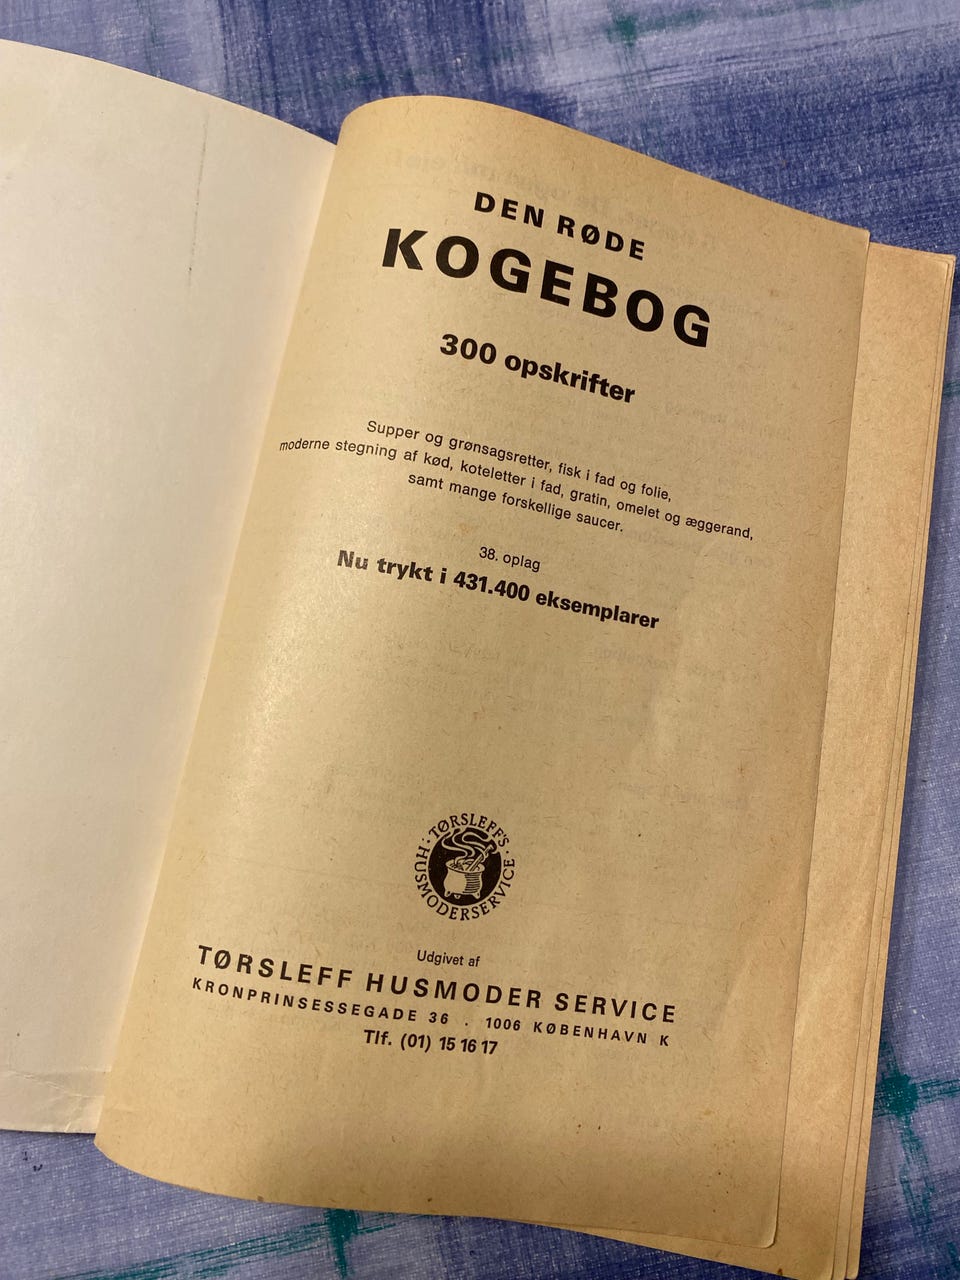 DEN RØDE
KOGEBOG
300 opskrifter
Supper og grønsagsretter, fisk i fad og folie,
moderne stegning af kød, koteletter i fad, gratin, omelet og æggerand,
samt mange forskellige saucer.
38. oplag
Nu trykt i 431.400 eksemplarer
· TØRSLEFF'S ·
HUSMODERSERVICE
Udgivet af
TØRSLEFF HUSMODER SERVICE
KRONPRINSESSEGADE 36 . 1006 KØBENHAVN K
Tlf. (01) 15 16 17